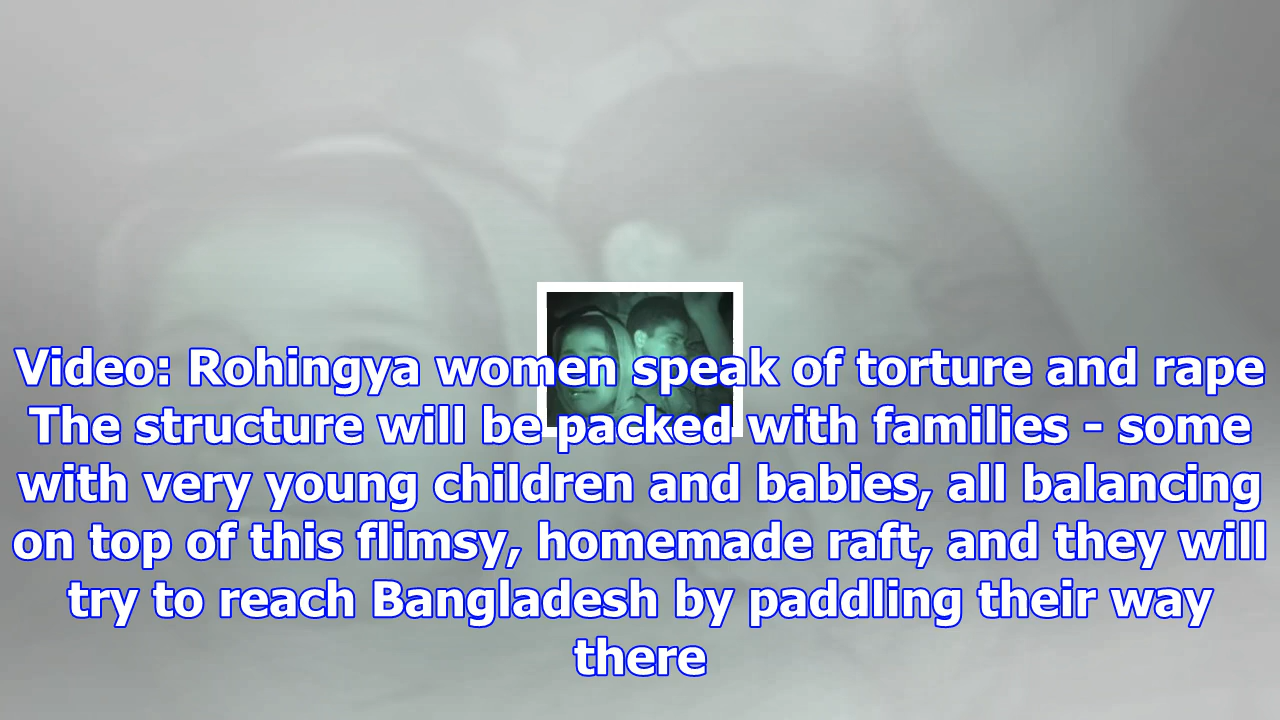 Video: Rohingya women speak of torture and rape
The structure will be packed with families - some
with very young children and babies, all balancing
on top of this flimsy, homemade raft, and they will
try to reach Bangladesh by paddling their way
there